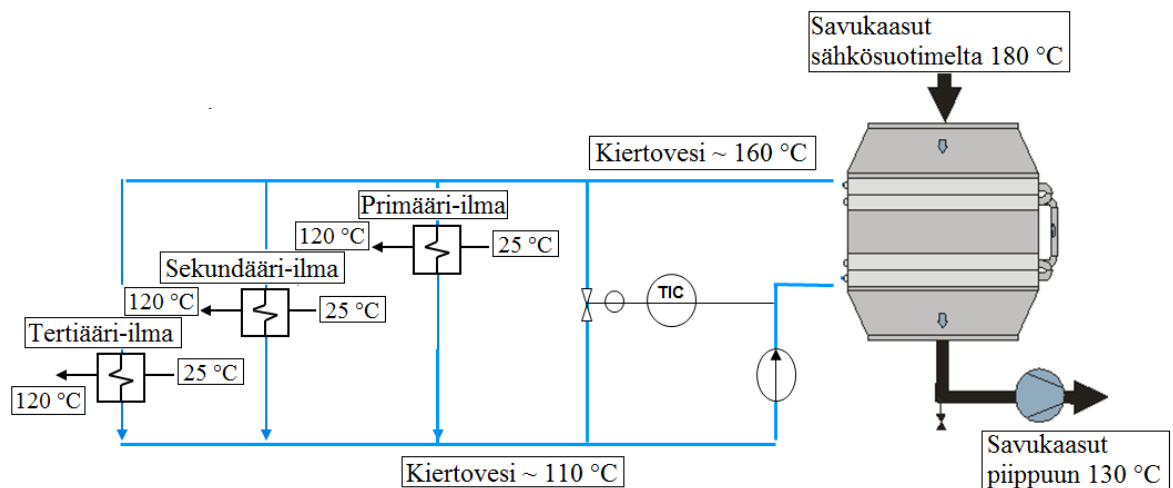 Savukaasut
sähkösuotimelta 180 °C
Kiertovesi ~ 160 °C
Primääri-ilma
120 °C
25 °C
Sekundääri-ilma
120 °C
25 °C
TIC
Tertiääri-ilma
25 °C
120 °C
Kiertovesi ~ 110 °C
Savukaasut
piippuun 130 °C